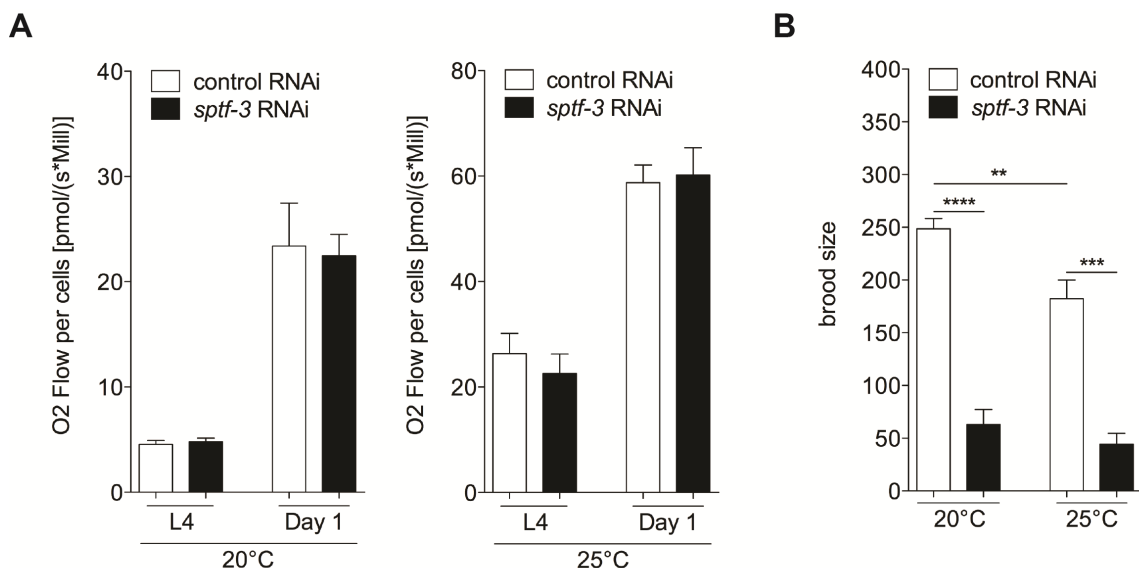 A
O2 Flow per cells [pmol/(s*Mill)]
40
30
20
10
0
control RNAi
sptf-3 RNAi
L4
Day 1
20°C
O2 Flow per cells [pmol/(s*Mill)]
80
60
40
20
0
control RNAi
sptf-3 RNAi
L4
Day 1
25°C
B
brood size
400
350
300
250
200
150
100
50
0
control RNAi
sptf-3 RNAi
**
****
***
20°C
25°C